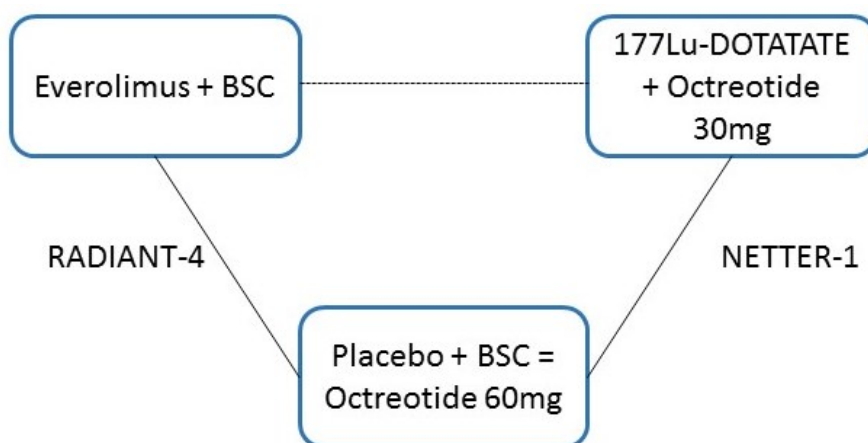 Everolimus + BSC
177Lu-DOTATATE
+ Octreotide
30mg
RADIANT-4
NETTER-1
Placebo + BSC =
Octreotide 60mg